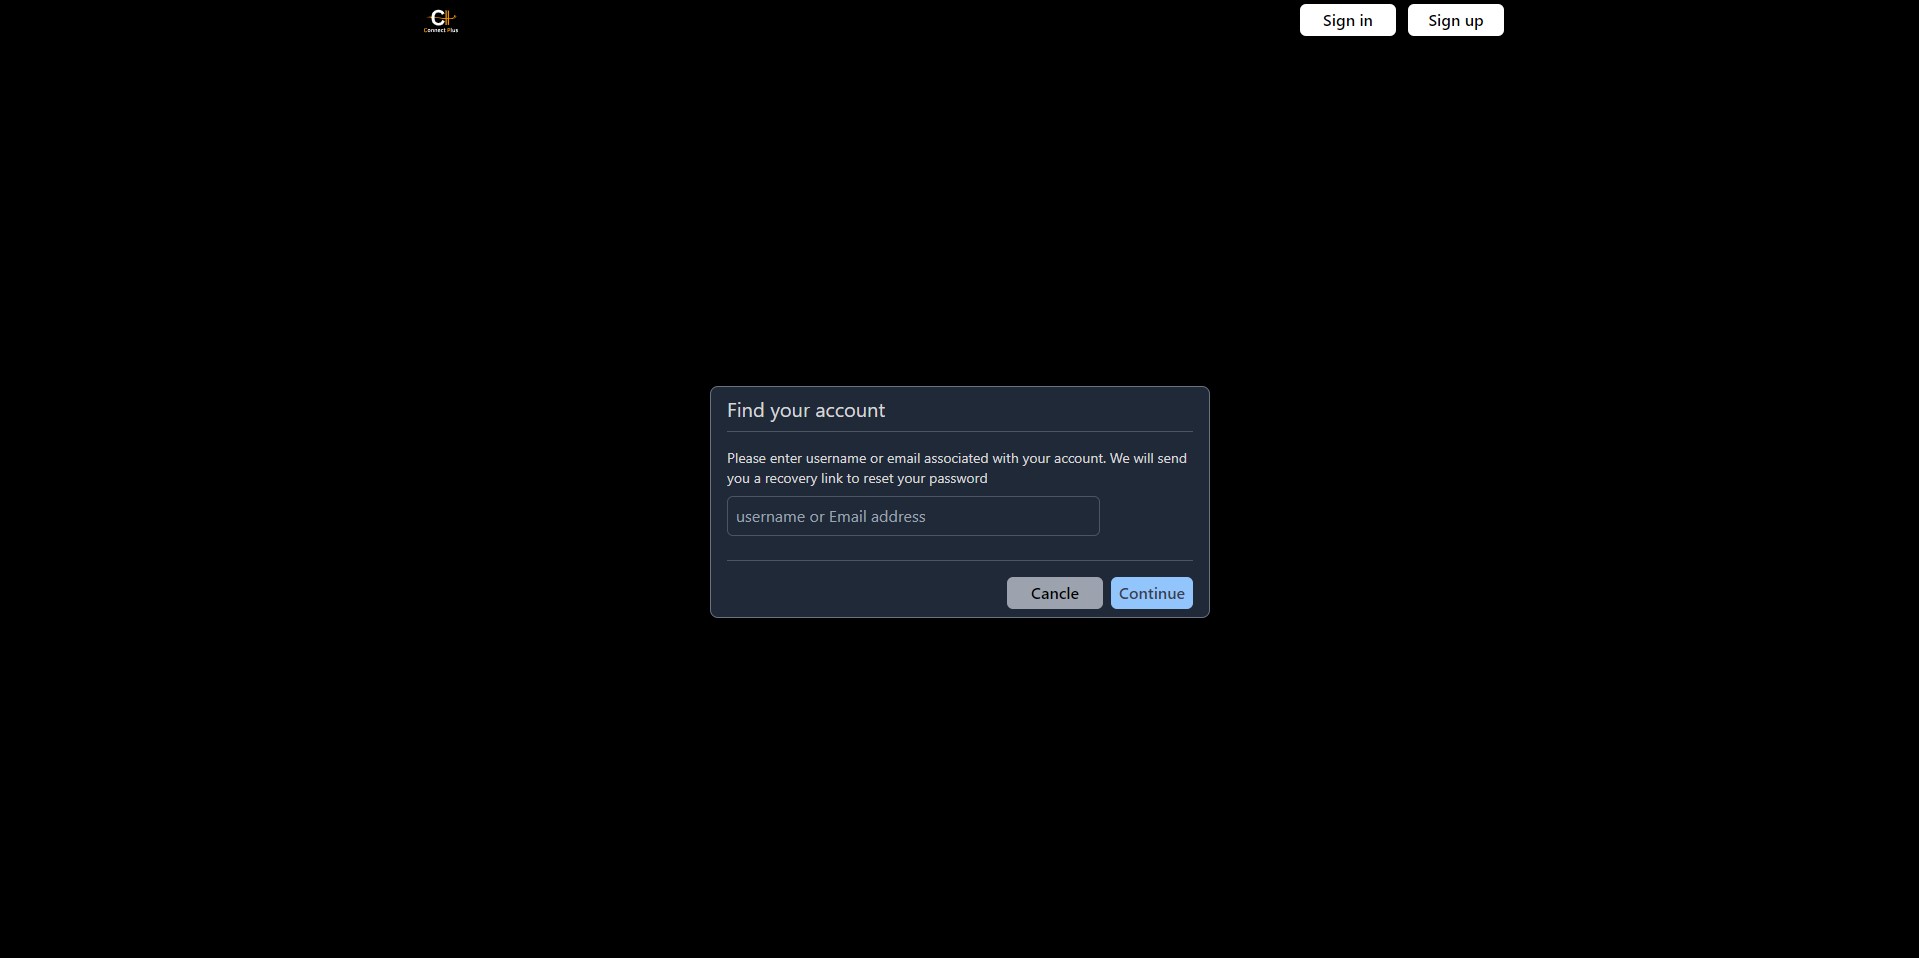 C
Connect Plus
Sign in
Sign up
Find your account
Please enter username or email associated with your account. We will send
you a recovery link to reset your password
username or Email address
Cancle
Continue